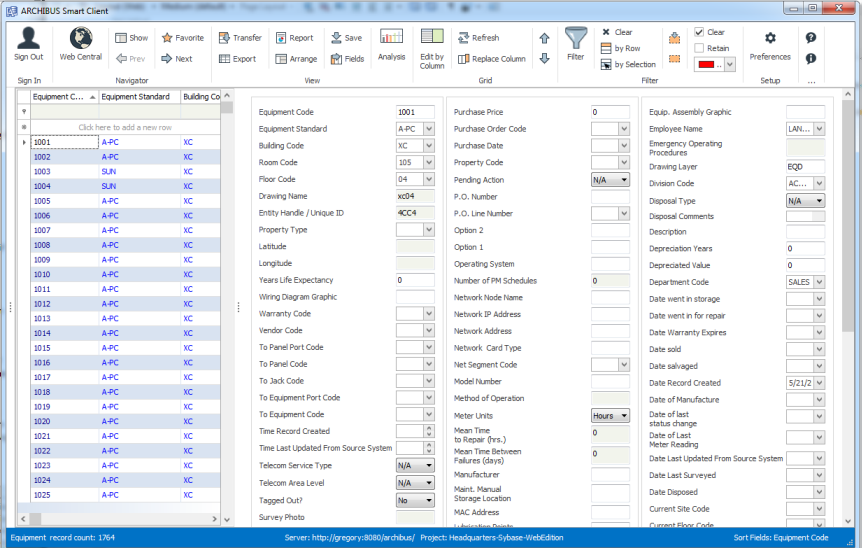 ARCHIBUS Smart Client
Sign Out
Web Central
Show
Prev
Favorite
Next
Transfer
Export
Report
Arrange
Save
Fields
Analysis
Edit by Column
Refresh
Replace Column
Filter
Clear
by Row
by Selection
Clear
Retain
..
Preferences
Sign In
Navigator
View
Grid
Filter
Setup
...
Equipment C... Equipment Standard Building Co
Click here to add a new row
1001 A-PC XC
1002 A-PC XC
1003 SUN XC
1004 SUN XC
1005 A-PC XC
1006 A-PC XC
1007 A-PC XC
1008 A-PC XC
1009 A-PC XC
1010 A-PC XC
1011 A-PC XC
1012 A-PC XC
1013 A-PC XC
1014 A-PC XC
1015 A-PC XC
1016 A-PC XC
1017 A-PC XC
1018 A-PC XC
1019 A-PC XC
1020 A-PC XC
1021 A-PC XC
1022 A-PC XC
1023 A-PC XC
1024 A-PC XC
1025 A-PC XC
Equipment Code 1001
Equipment Standard A-PC
Building Code XC
Room Code 105
Floor Code 04
Drawing Name xc04
Entity Handle / Unique ID 4CC4
Property Type
Latitude
Longitude
Years Life Expectancy 0
Wiring Diagram Graphic
Warranty Code
Vendor Code
To Panel Port Code
To Panel Code
To Jack Code
To Equipment Port Code
To Equipment Code
Time Record Created
Time Last Updated From Source System
Telecom Service Type N/A
Telecom Area Level N/A
Tagged Out? No
Survey Photo
Purchase Price 0
Purchase Order Code
Purchase Date
Property Code
Pending Action N/A
P.O. Number
P.O. Line Number
Option 2
Option 1
Operating System
Number of PM Schedules 0
Network Node Name
Network IP Address
Network Address
Network Card Type
Net Segment Code
Model Number
Method of Operation
Meter Units Hours
Mean Time
to Repair (hrs.) 0
Mean Time Between
Failures (days) 0
Manufacturer
Maint. Manual
Storage Location
MAC Address
Lubrication Points
Equip. Assembly Graphic
Employee Name LAN...
Emergency Operating
Procedures
Drawing Layer EQD
Division Code AC...
Disposal Type N/A
Disposal Comments
Description
Depreciation Years 0
Depreciated Value 0
Department Code SALES
Date went in storage
Date went in for repair
Date Warranty Expires
Date sold
Date salvaged
Date Record Created 5/21/2
Date of Manufacture
Date of last
status change
Date of Last
Meter Reading
Date Last Updated From Source System
Date Last Surveyed
Date Disposed
Current Site Code
Current Floor Code
Equipment record count: 1764
Server: http://gregory:8080/archibus/ Project: Headquarters-Sybase-WebEdition
Sort Fields: Equipment Code